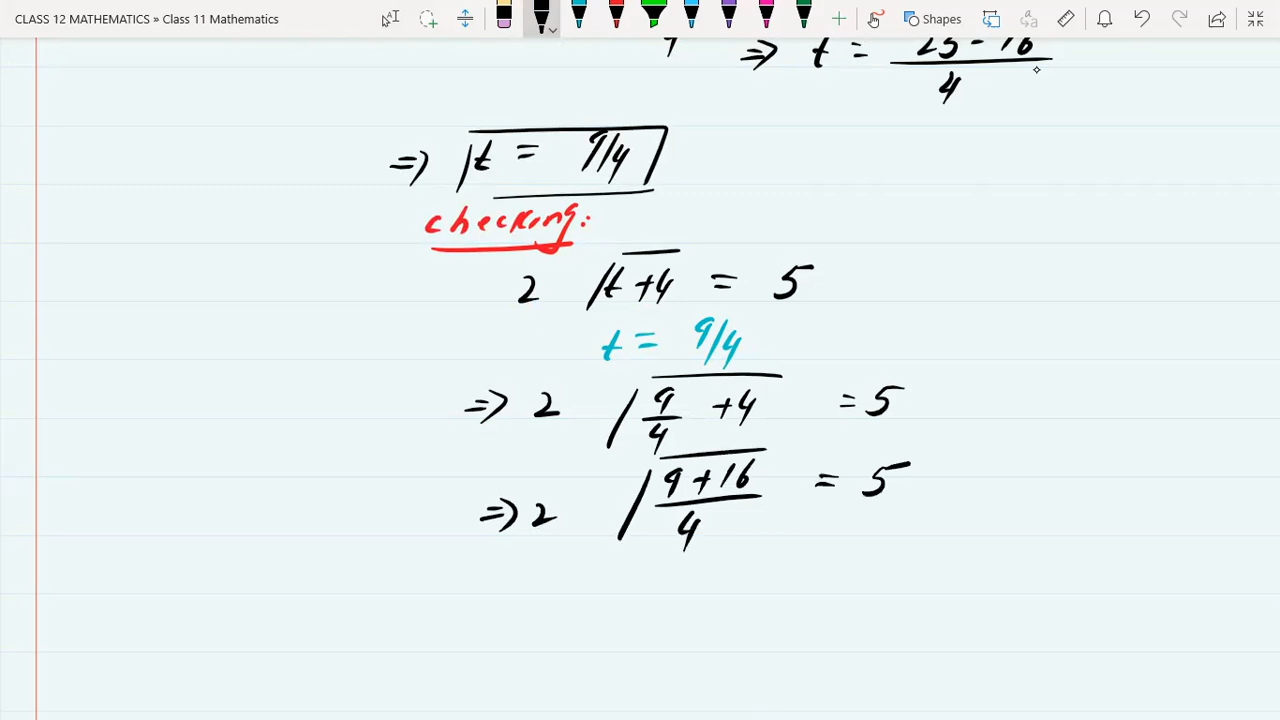 CLASS 12 MATHEMATICS » Class 11 Mathematics
Shapes
4 ⇒ t = 25 - 16 / 4
⇒ t = 9/4
checking:
2 √t+4 = 5
t = 9/4
⇒ 2 √9/4 + 4 = 5
⇒ 2 √9+16/4 = 5